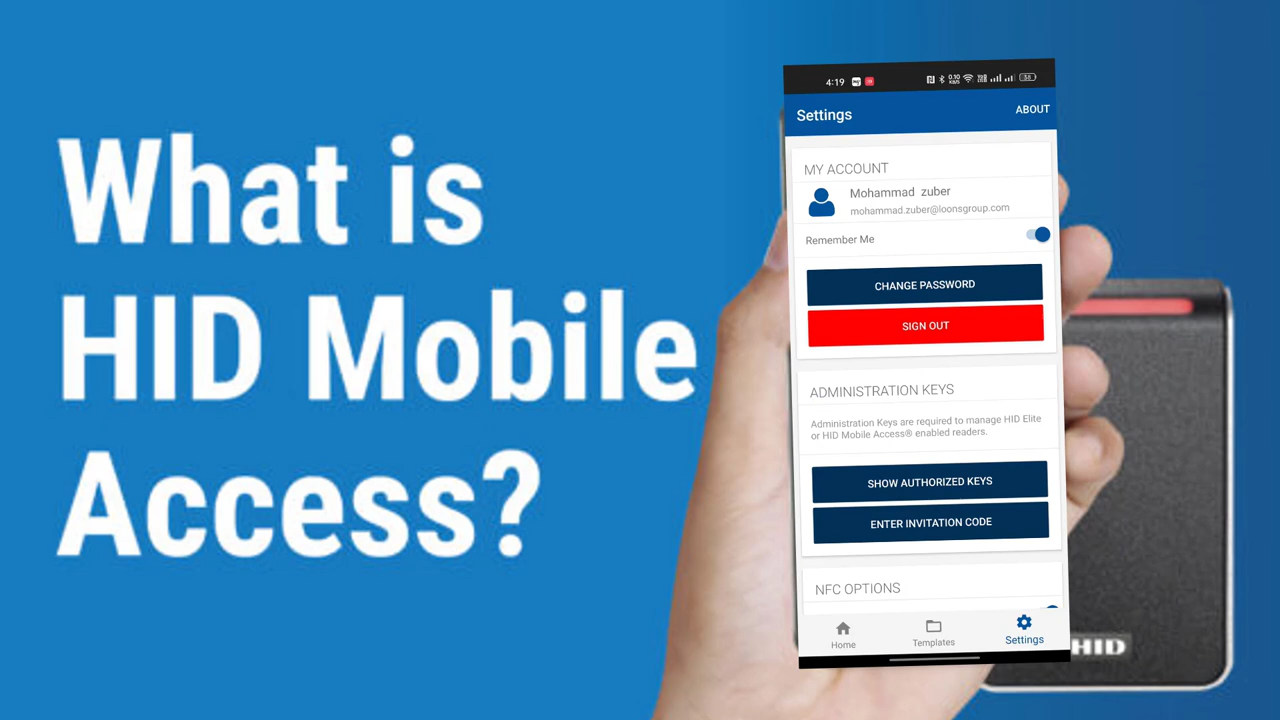 What is
HID Mobile
Access?
4:19
Settings
ABOUT
MY ACCOUNT
Mohammad zuber
mohammad.zuber@loonsgroup.com
Remember Me
CHANGE PASSWORD
SIGN OUT
ADMINISTRATION KEYS
Administration Keys are required to manage HID Elite
or HID Mobile Access® enabled readers.
SHOW AUTHORIZED KEYS
ENTER INVITATION CODE
NFC OPTIONS
Home
Templates
Settings
HID